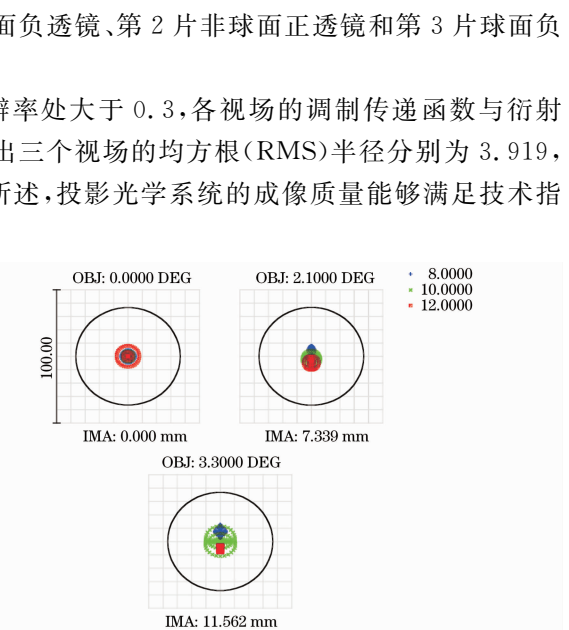 面负透镜、第2片非球面正透镜和第3片球面负
辨率处大于0.3,各视场的调制传递函数与衍射
出三个视场的均方根(RMS)半径分别为3.919,
所述,投影光学系统的成像质量能够满足技术指
OBJ: 0.0000 DEG
OBJ: 2.1000 DEG
8.0000
10.0000
12.0000
100.00
IMA: 0.000 mm
IMA: 7.339 mm
OBJ: 3.3000 DEG
IMA: 11.562 mm